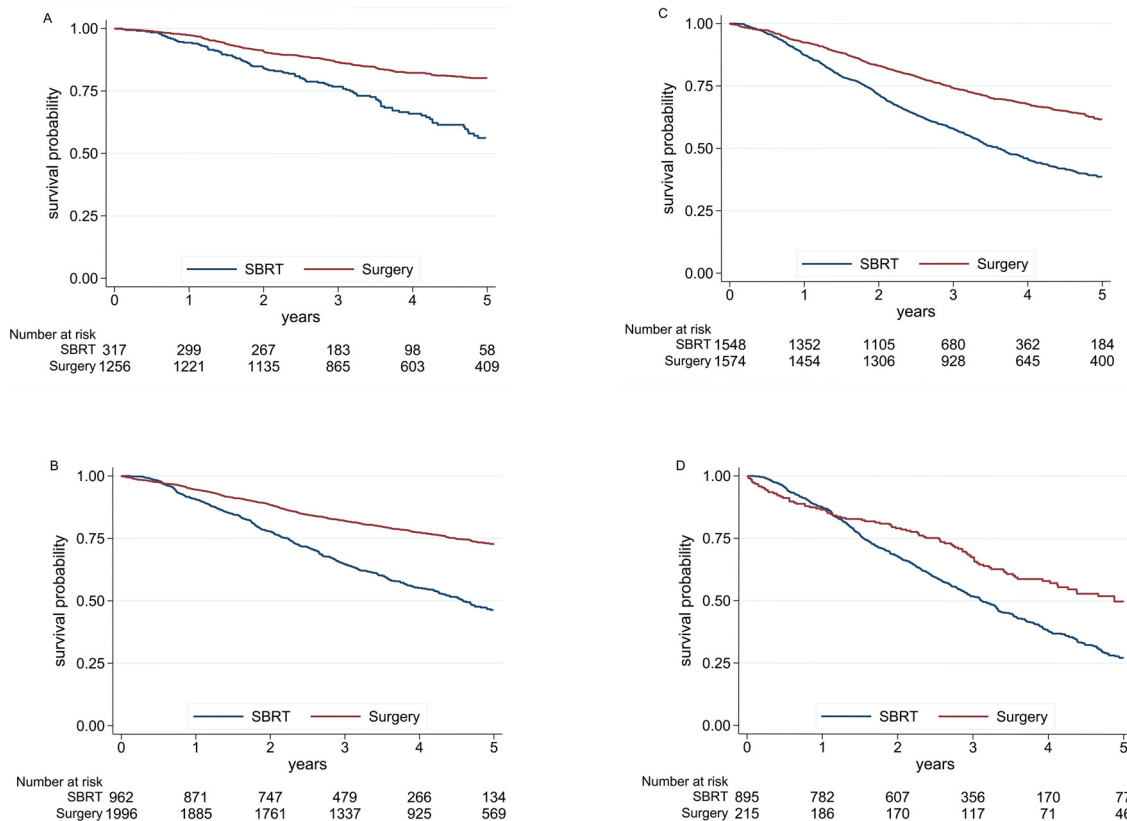 A
1.00
0.75
0.50
0.25
0.00
survival probability
SBRT Surgery
0 1 2 3 4 5
years
Number at risk
SBRT 317 299 267 183 98 58
Surgery 1256 1221 1135 865 603 409
C
1.00
0.75
0.50
0.25
0.00
survival probability
SBRT Surgery
0 1 2 3 4 5
years
Number at risk
SBRT 1548 1352 1105 680 362 184
Surgery 1574 1454 1306 928 645 400
B
1.00
0.75
0.50
0.25
0.00
survival probability
SBRT Surgery
0 1 2 3 4 5
years
Number at risk
SBRT 962 871 747 479 266 134
Surgery 1996 1885 1761 1337 925 569
D
1.00
0.75
0.50
0.25
0.00
survival probability
SBRT Surgery
0 1 2 3 4 5
years
Number at risk
SBRT 895 782 607 356 170 77
Surgery 215 186 170 117 71 46